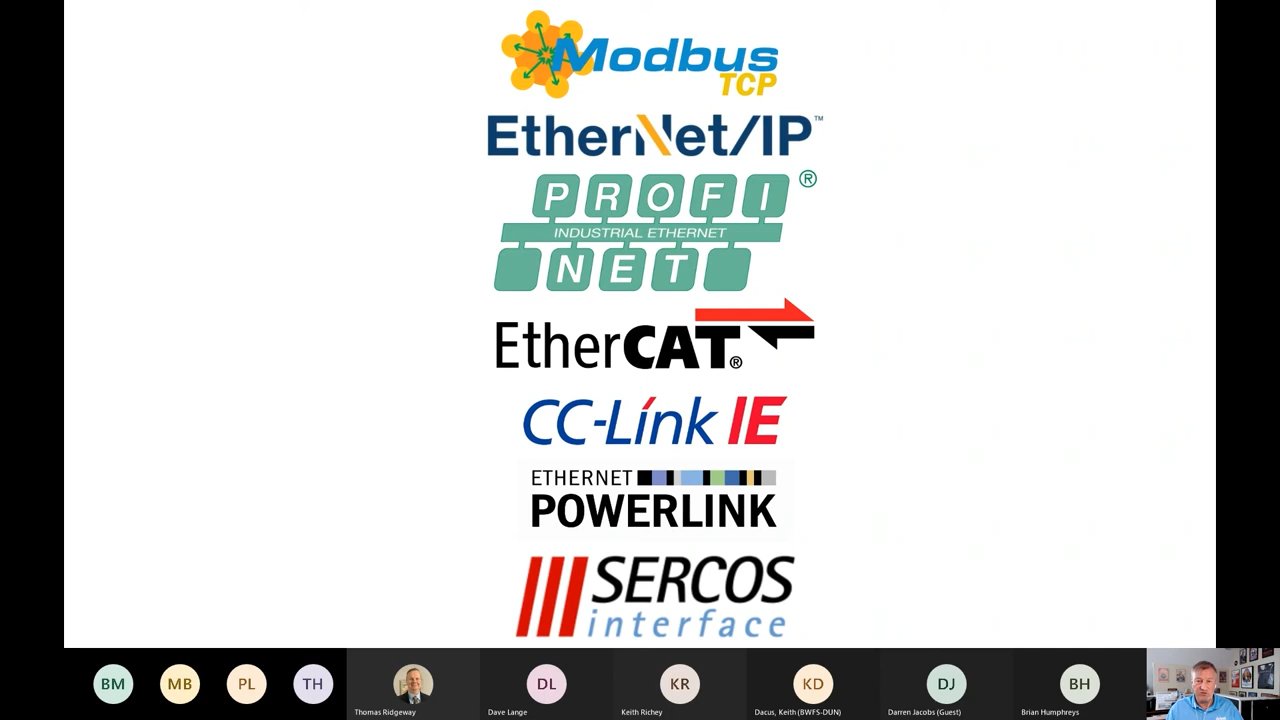 Modbus
TCP
EtherNet/IP™
PROFI®
INDUSTRIAL ETHERNET
NET
EtherCAT®
CC-Link IE
ETHERNET
POWERLINK
SERCOS
interface
BM MB PL TH DL KR KD DJ BH
Thomas Ridgeway Dave Lange Keith Richey Dacus, Keith (BWFS-DUN) Darren Jacobs (Guest) Brian Humphreys